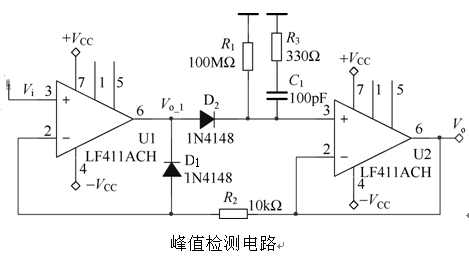 +VCC
R1
100MΩ
R3
330Ω
C1
100pF
+VCC
Vi
3
7
1
5
+
6
Vo_1
D2
1N4148
3
7
1
5
+
6
Vo
2
−
U1
LF411ACH
4
−VCC
D1
1N4148
R2
10kΩ
2
−
U2
LF411ACH
4
−VCC
峰值检测电路